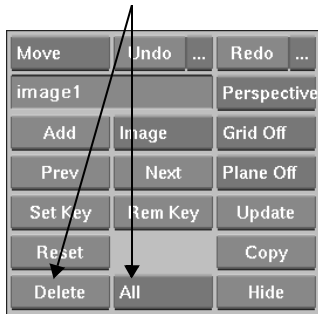 Move Undo ... Redo ...
image1 Perspective
Add Image Grid Off
Prev Next Plane Off
Set Key Rem Key Update
Reset Copy
Delete All Hide